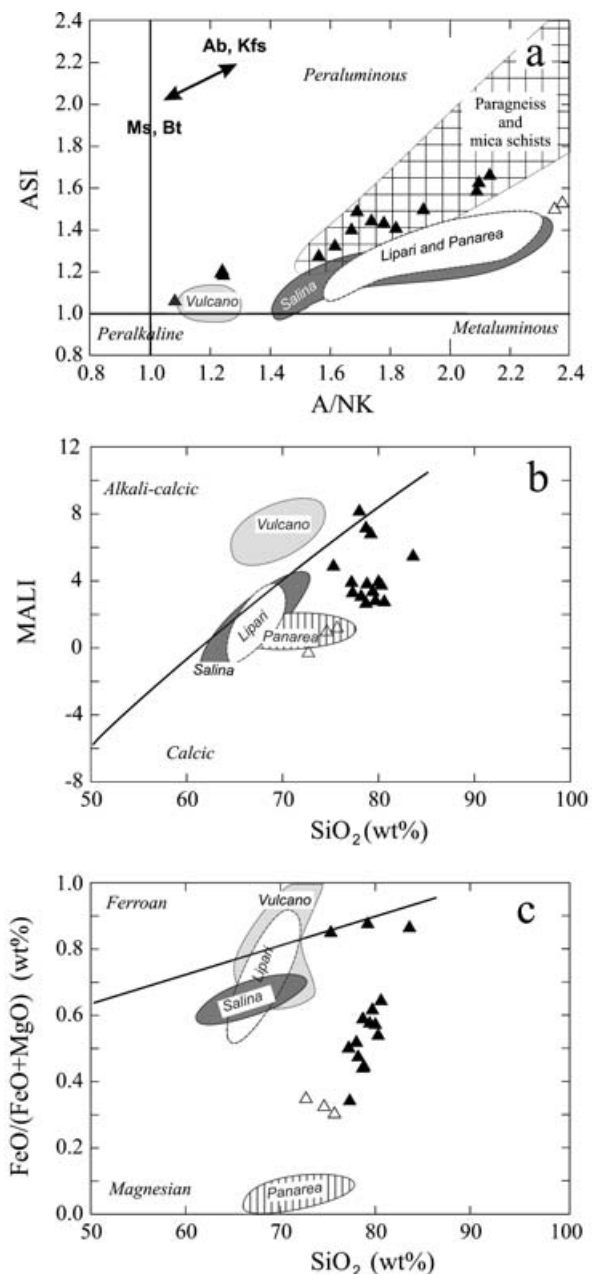 a
2.4
2.2
2.0
1.8
1.6
1.4
1.2
1.0
0.8
ASI
Ab, Kfs
Ms, Bt
Peraluminous
Paragneiss
and
mica schists
Lipari and Panarea
Salina
Vulcano
Peralkaline
Metaluminous
0.8 1.0 1.2 1.4 1.6 1.8 2.0 2.2 2.4
A/NK
b
12
8
4
0
-4
-8
MALI
Alkali-calcic
Vulcano
Lipari
Panarea
Salina
Calcic
50 60 70 80 90 100
SiO₂ (wt%)
c
1.0
0.8
0.6
0.4
0.2
0.0
FeO/(FeO+MgO) (wt%)
Ferroan
Vulcano
Lipari
Salina
Magnesian
Panarea
50 60 70 80 90 100
SiO₂ (wt%)